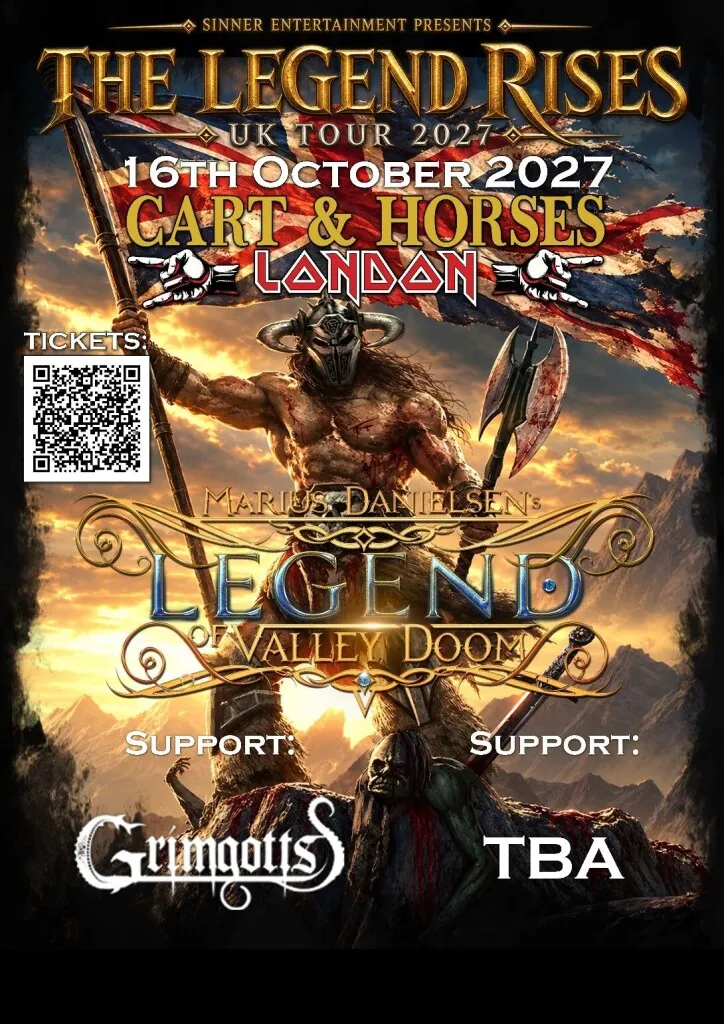 SINNER ENTERTAINMENT PRESENTS
THE LEGEND RISES
UK TOUR 2027
16TH OCTOBER 2027
CART & HORSES
LONDON
TICKETS:
MARIUS DANIELSEN'S
LEGEND
OF VALLEY DOOM
SUPPORT:
SUPPORT:
Grimgotts
TBA